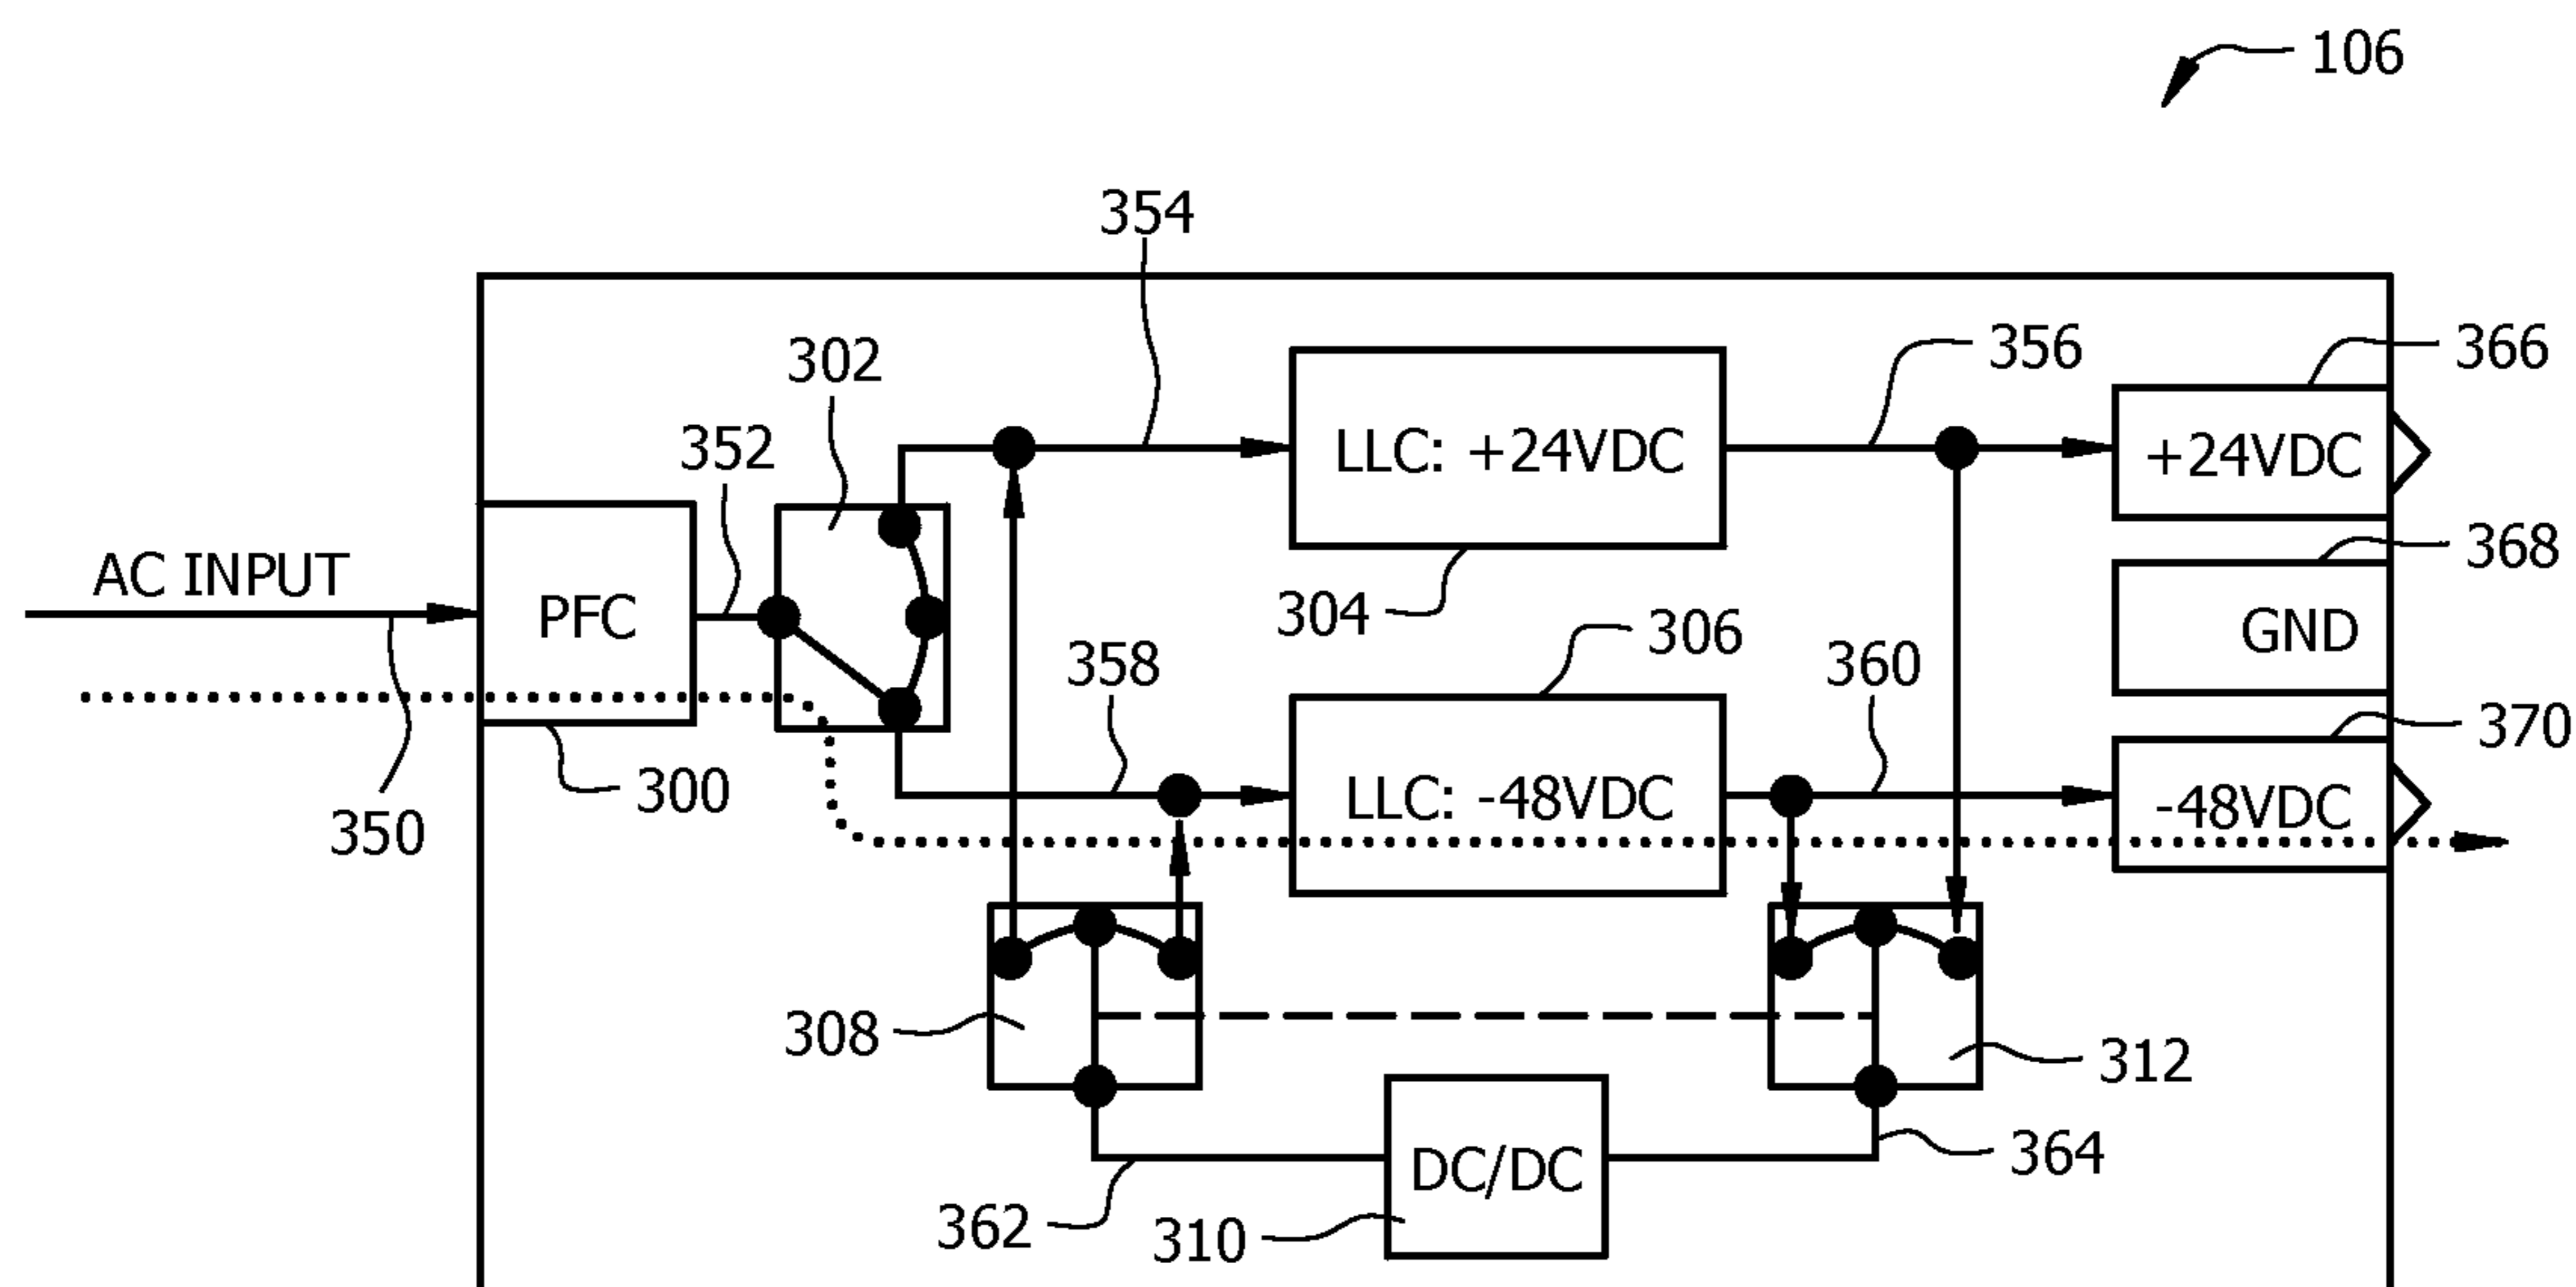 106
354
302
356
366
352
LLC: +24VDC
+24VDC
368
AC INPUT
PFC
304
306
GND
358
360
370
300
350
LLC: -48VDC
-48VDC
308
312
DC/DC
364
362
310